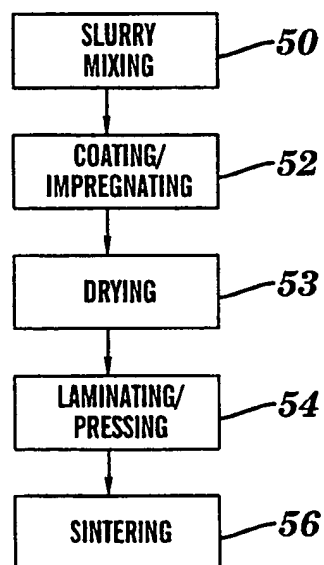 SLURRY
MIXING
50
COATING/
IMPREGNATING
52
DRYING
53
LAMINATING/
PRESSING
54
SINTERING
56